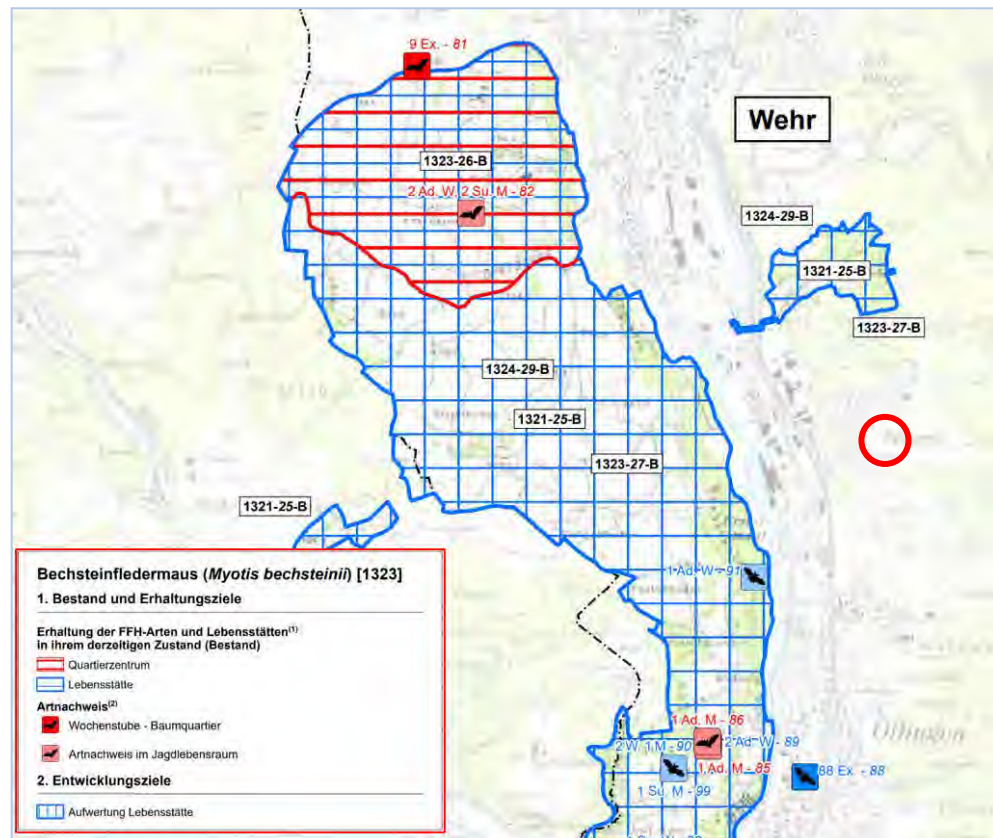 9 Ex. - 81
Wehr
1323-26-B
2 Ad. W, 2 Su. M - 82
1324-29-B
1321-25-B
1323-27-B
1324-29-B
1321-25-B
1323-27-B
1321-25-B
1 Ad. W - 91
1 Ad. M - 86
2 W, 1 M - 90
2 Ad. W - 89
1 Ad. M - 85
88 Ex. - 88
1 Su. M - 99
Bechsteinfledermaus (Myotis bechsteinii) [1323]
1. Bestand und Erhaltungsziele
Erhaltung der FFH-Arten und Lebensstätten(1)
in ihrem derzeitigen Zustand (Bestand)
Quartierzentrum
Lebensstätte
Artnachweis(2)
Wochenstube - Baumquartier
Artnachweis im Jagdlebensraum
2. Entwicklungsziele
Aufwertung Lebensstätte